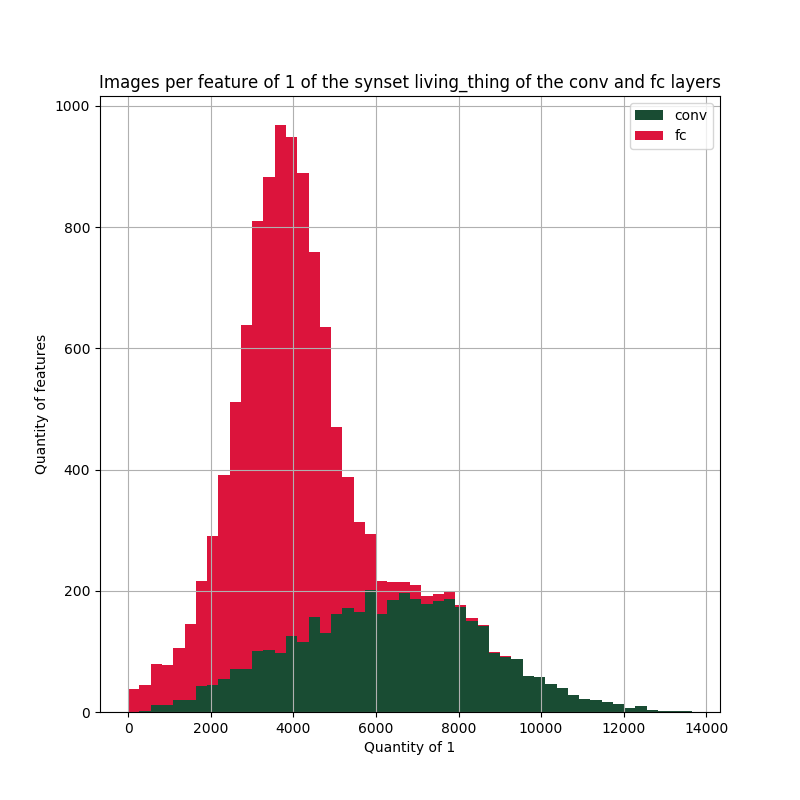 Images per feature of 1 of the synset living_thing of the conv and fc layers
conv
fc
1000
800
600
400
200
0
Quantity of features
0 2000 4000 6000 8000 10000 12000 14000
Quantity of 1